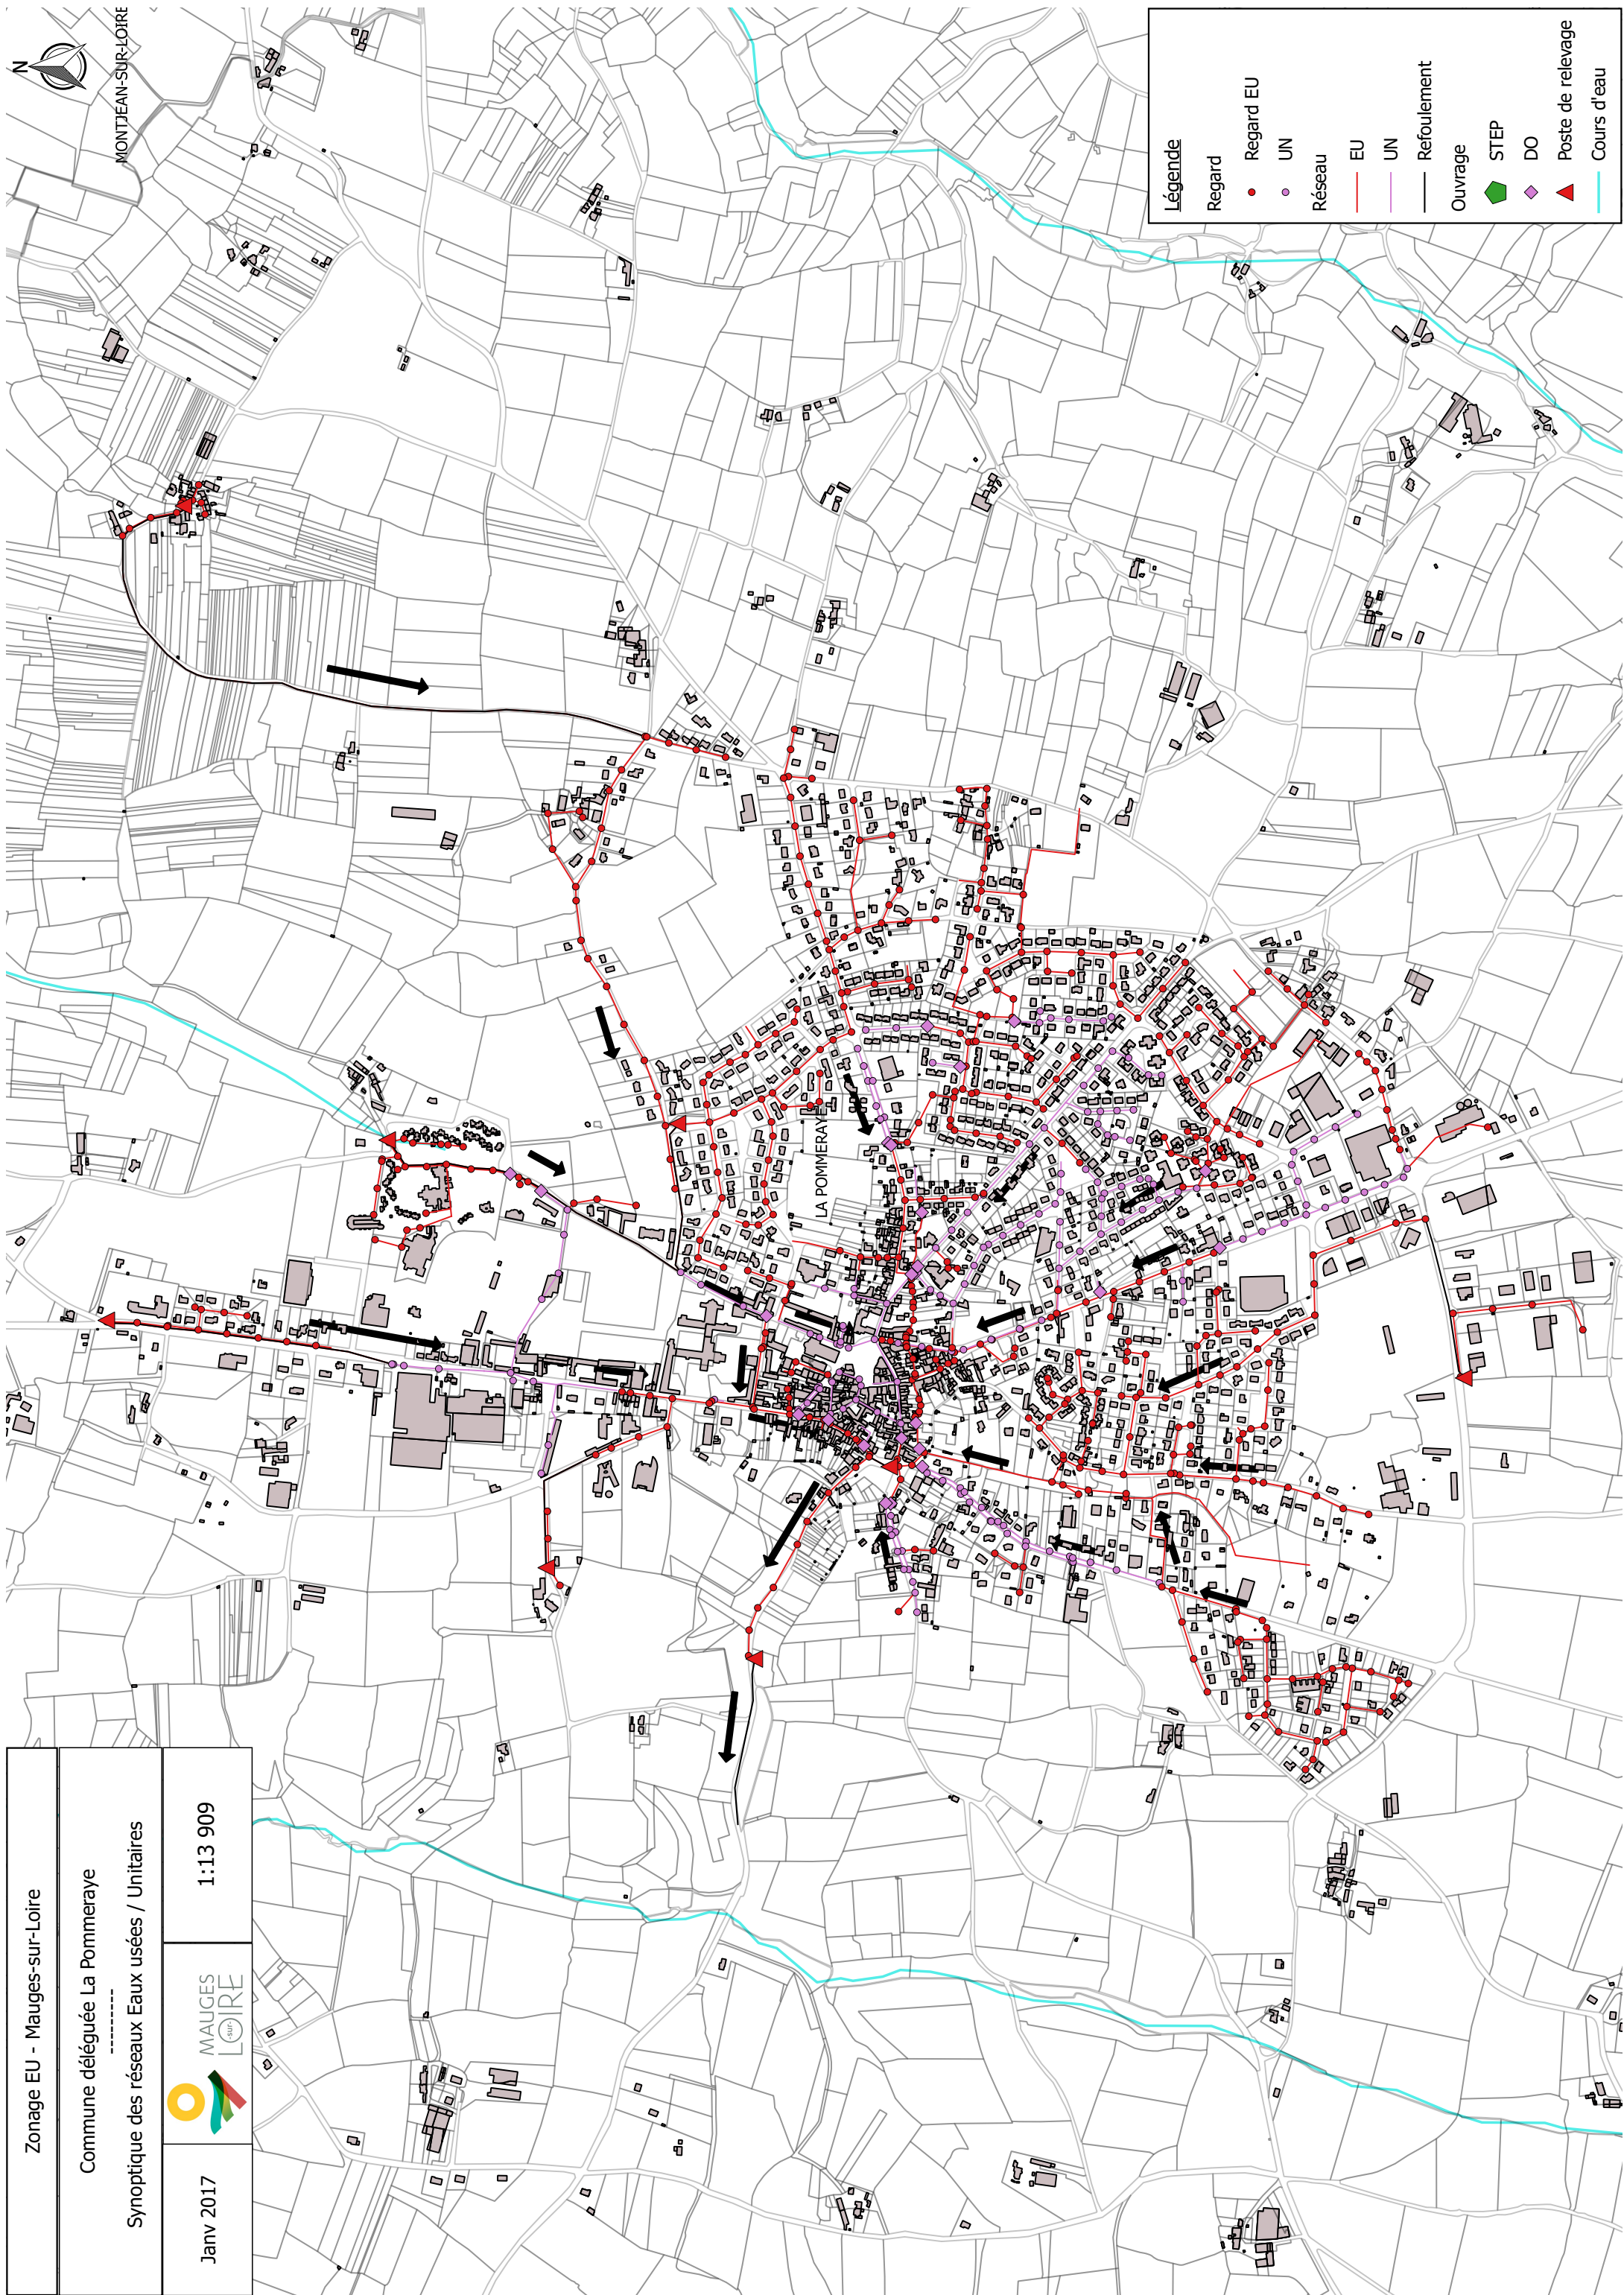 Zonage EU - Mauges-sur-Loire
Commune déléguée La Pommeraye
---------
Synoptique des réseaux Eaux usées / Unitaires
Janv 2017
MAUGES
-sur-
LOIRE
1:13 909
N
MONTJEAN-SUR-LOIRE
LA POMMERAYE
Légende
Regard
Regard EU
UN
Réseau
EU
UN
Refoulement
Ouvrage
STEP
DO
Poste de relevage
Cours d'eau